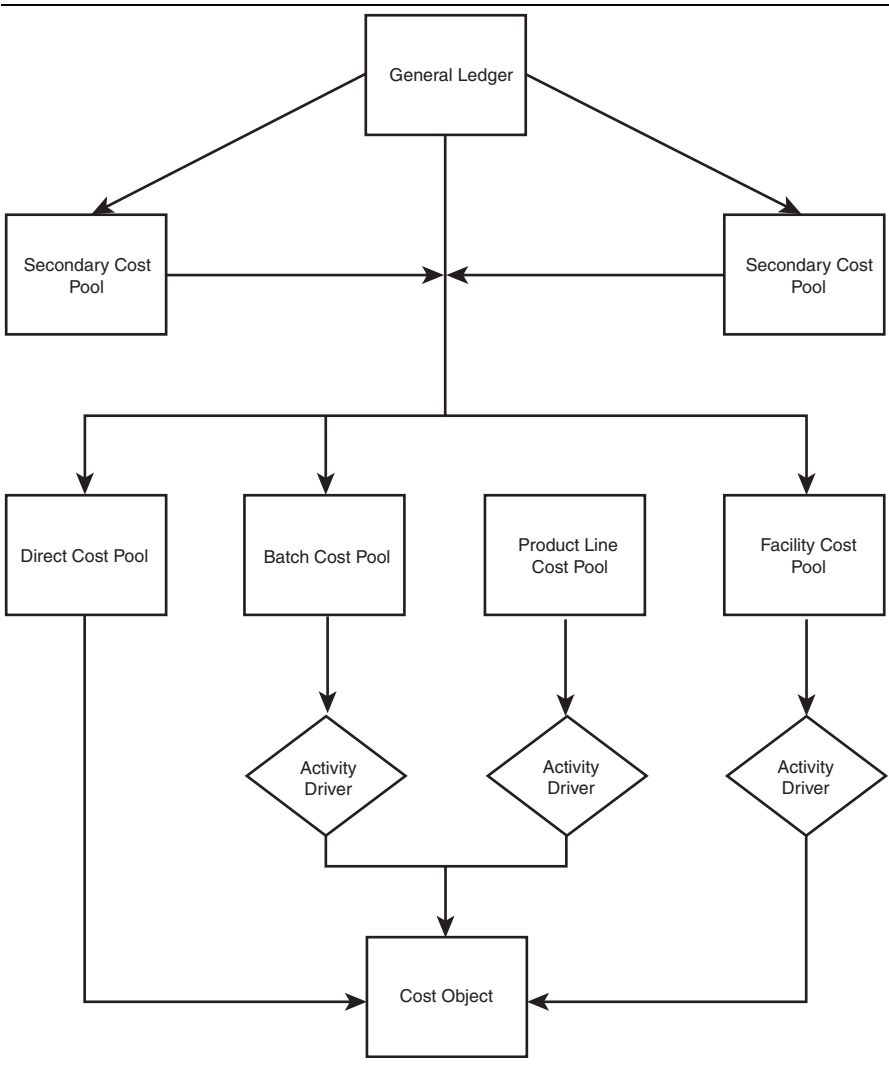 General Ledger
Secondary Cost
Pool
Secondary Cost
Pool
Direct Cost Pool
Batch Cost Pool
Product Line
Cost Pool
Facility Cost
Pool
Activity
Driver
Activity
Driver
Activity
Driver
Cost Object